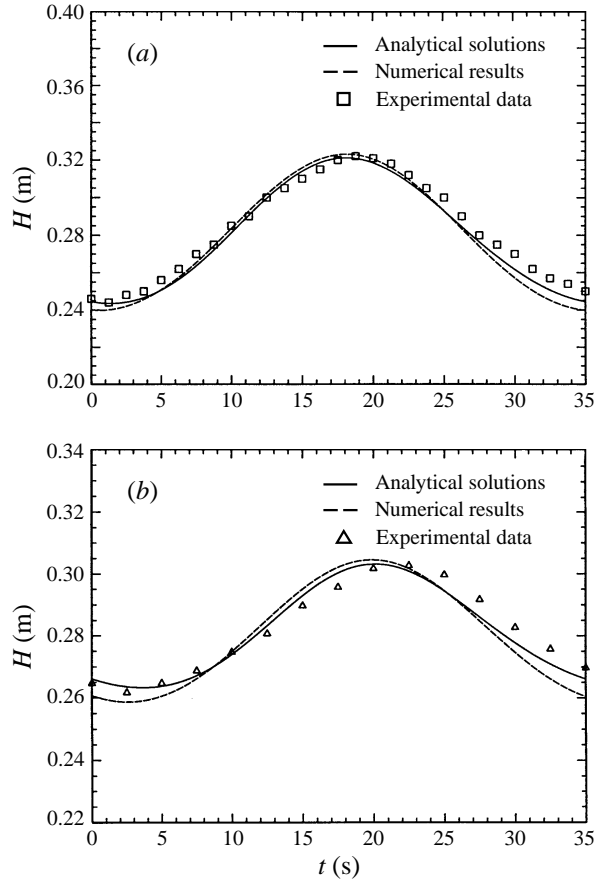 0.40
(a)
Analytical solutions
Numerical results
0.36
Experimental data
0.32
H (m)
0.28
0.24
0.20
0 5 10 15 20 25 30 35
0.34
(b)
Analytical solutions
Numerical results
0.32
Experimental data
0.30
H (m)
0.28
0.26
0.24
0.22
0 5 10 15 20 25 30 35
t (s)